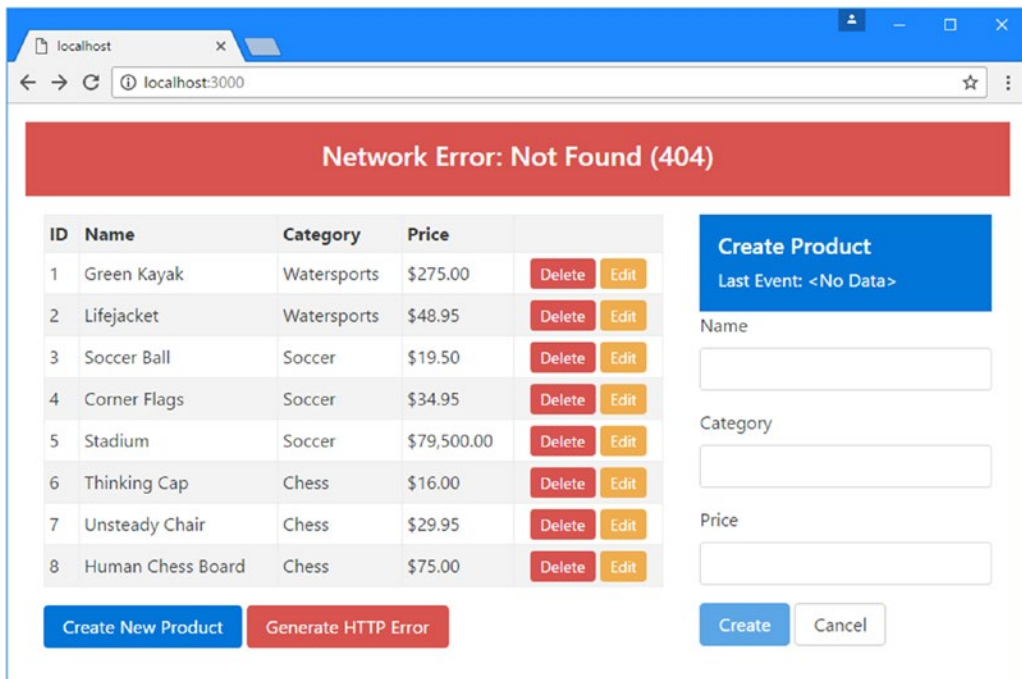 localhost
localhost:3000
Network Error: Not Found (404)
ID Name Category Price
1 Green Kayak Watersports $275.00 Delete Edit
2 Lifejacket Watersports $48.95 Delete Edit
3 Soccer Ball Soccer $19.50 Delete Edit
4 Corner Flags Soccer $34.95 Delete Edit
5 Stadium Soccer $79,500.00 Delete Edit
6 Thinking Cap Chess $16.00 Delete Edit
7 Unsteady Chair Chess $29.95 Delete Edit
8 Human Chess Board Chess $75.00 Delete Edit
Create New Product Generate HTTP Error
Create Product
Last Event: <No Data>
Name
Category
Price
Create Cancel